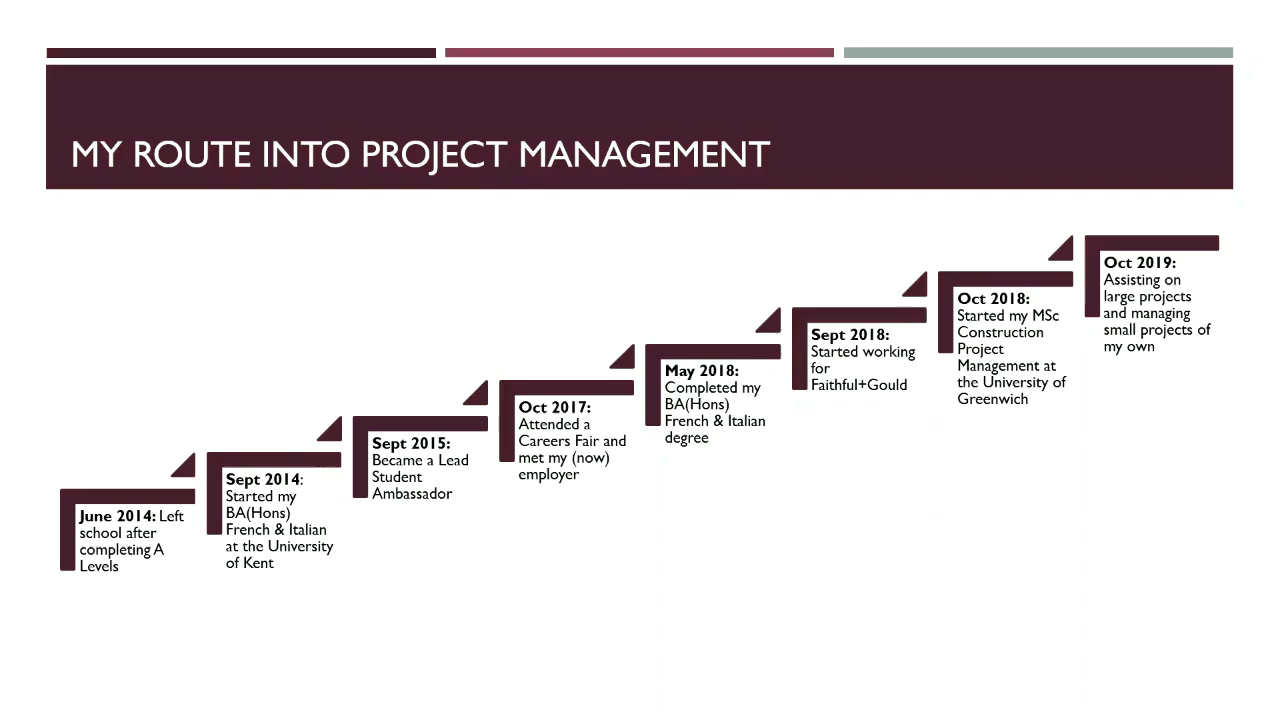 MY ROUTE INTO PROJECT MANAGEMENT
June 2014: Left
school after
completing A
Levels
Sept 2014:
Started my
BA(Hons)
French & Italian
at the University
of Kent
Sept 2015:
Became a Lead
Student
Ambassador
Oct 2017:
Attended a
Careers Fair and
met my (now)
employer
May 2018:
Completed my
BA(Hons)
French & Italian
degree
Sept 2018:
Started working
for
Faithful+Gould
Oct 2018:
Started my MSc
Construction
Project
Management at
the University of
Greenwich
Oct 2019:
Assisting on
large projects
and managing
small projects of
my own